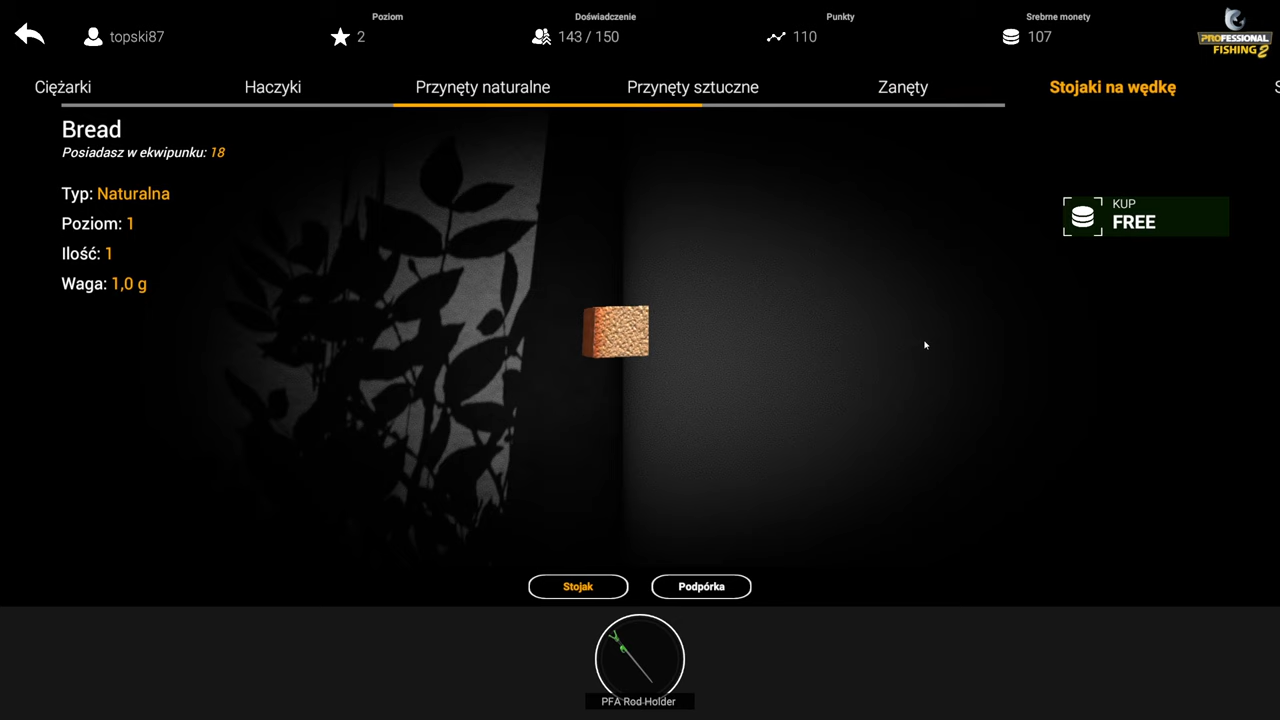 Poziom
Doświadczenie
Punkty
Srebrne monety
topski87
2
143 / 150
110
107
PROFESSIONAL
FISHING 2
Ciężarki
Haczyki
Przynęty naturalne
Przynęty sztuczne
Zanęty
Stojaki na wędkę
Bread
Posiadasz w ekwipunku: 18
Typ: Naturalna
Poziom: 1
Ilość: 1
Waga: 1,0 g
KUP
FREE
Stojak
Podpórka
PFA Rod Holder